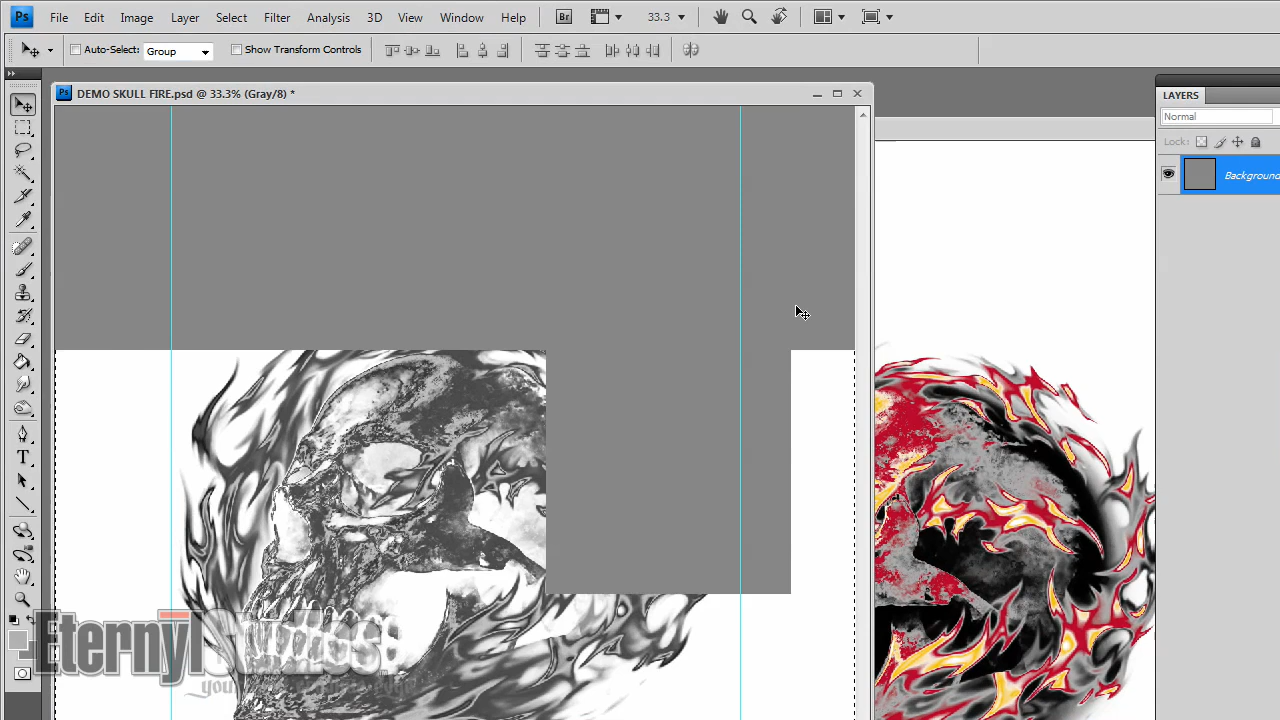 Ps File Edit Image Layer Select Filter Analysis 3D View Window Help Br 33.3
Auto-Select: Group Show Transform Controls
Ps DEMO SKULL FIRE.psd @ 33.3% (Gray/8) *
LAYERS
Normal
Lock:
Background
T
Eternyl